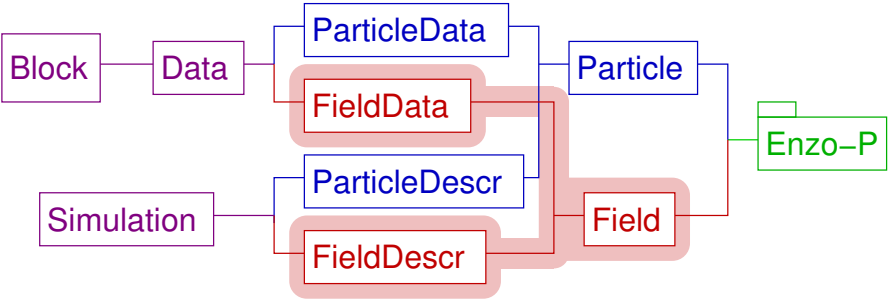 ParticleData
Block
Data
Particle
FieldData
Enzo–P
ParticleDescr
Simulation
Field
FieldDescr